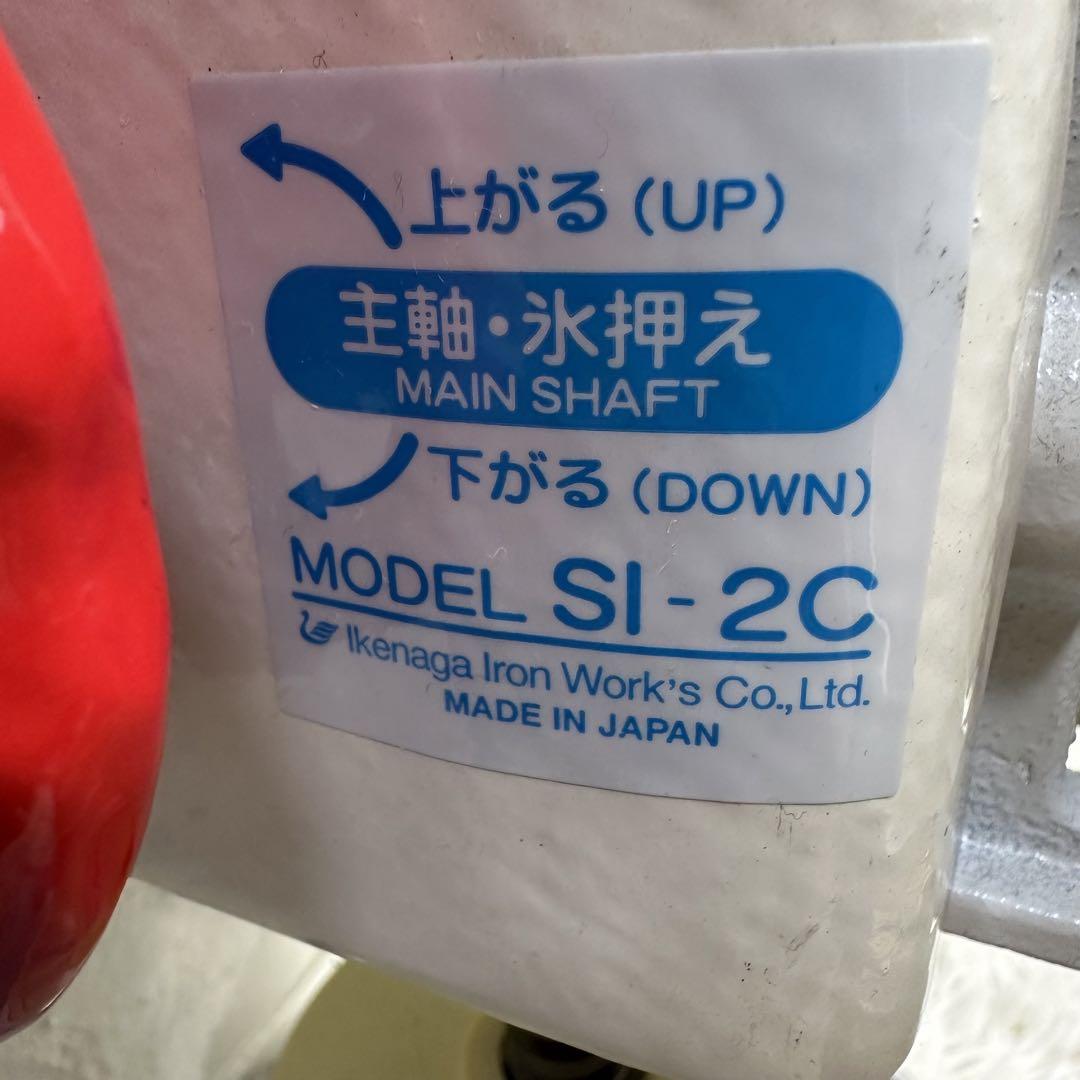 上がる(UP)
主軸・氷押え
MAIN SHAFT
下がる(DOWN)
MODEL SI-2C
Ikenaga Iron Work's Co.,Ltd.
MADE IN JAPAN